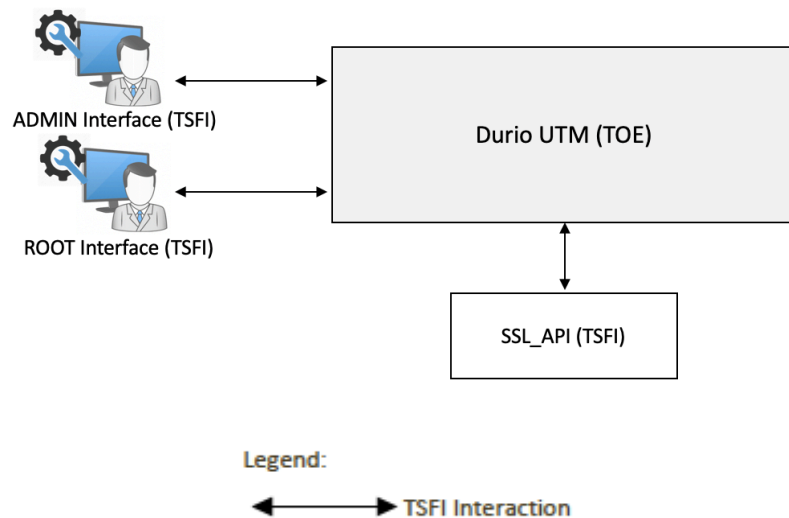 ADMIN Interface (TSFI)
Durio UTM (TOE)
ROOT Interface (TSFI)
SSL_API (TSFI)
Legend:
TSFI Interaction